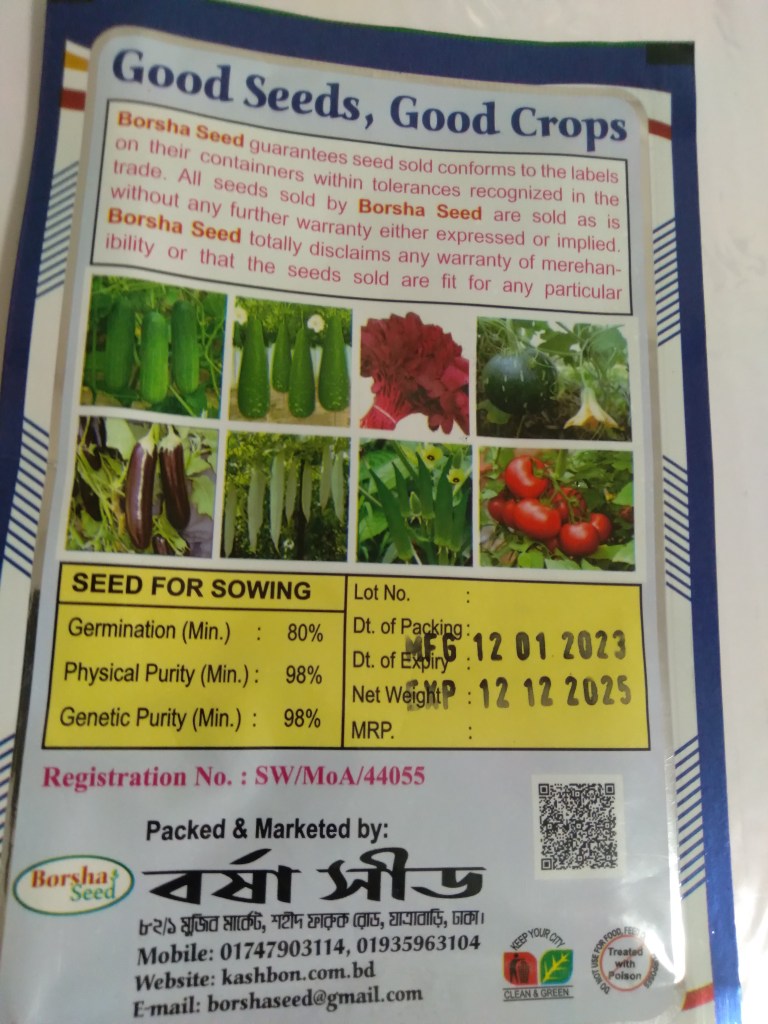 Good Seeds, Good Crops
Borsha Seed guarantees seed sold conforms to the labels
on their containners within tolerances recognized in the
trade. All seeds sold by Borsha Seed are sold as is
without any further warranty either expressed or implied.
Borsha Seed totally disclaims any warranty of merehan-
ibility or that the seeds sold are fit for any particular
SEED FOR SOWING
Germination (Min.) : 80%
Physical Purity (Min.) : 98%
Genetic Purity (Min.) : 98%
Lot No. :
Dt. of Packing :
Dt. of Expiry :
Net Weight :
MRP. :
MFG 12 01 2023
EXP 12 12 2025
Registration No. : SW/MoA/44055
Packed & Marketed by:
Borsha Seed
বর্ষা সীড
৮২/১ মুজিব মার্কেট, শহীদ ফারুক রোড, যাত্রাবাড়ি, ঢাকা।
Mobile: 01747903114, 01935963104
Website: kashbon.com.bd
E-mail: borshaseed@gmail.com
KEEP YOUR CITY
CLEAN & GREEN
DO NOT USE FOR FOOD,
Treated
with
Poison